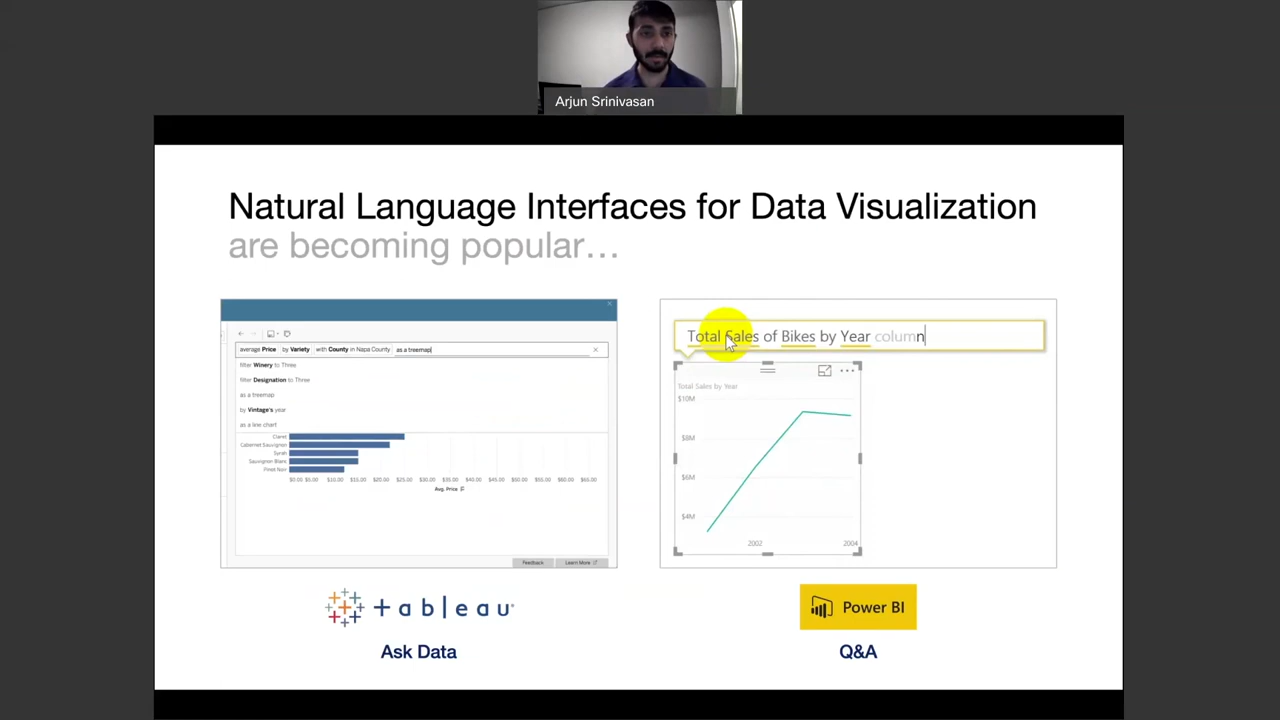 Arjun Srinivasan
Natural Language Interfaces for Data Visualization
are becoming popular…
average Price by Variety with County in Napa County as a treemap
filter Winery to Three
filter Designation to Three
as a treemap
by Vintage's year
as a line chart
Claret
Cabernet Sauvignon
Syrah
Sauvignon Blanc
Pinot Noir
$0.00 $5.00 $10.00 $15.00 $20.00 $25.00 $30.00 $35.00 $40.00 $45.00 $50.00 $55.00 $60.00 $65.00
Avg. Price
Feedback Learn More
Total Sales of Bikes by Year column
Total Sales by Year
$10M
$8M
$6M
$4M
2002 2004
+ableau
Ask Data
Power BI
Q&A